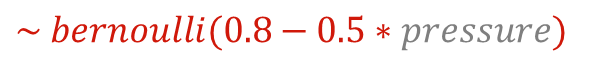 ~ bernoulli(0.8 − 0.5 ∗ pressure)